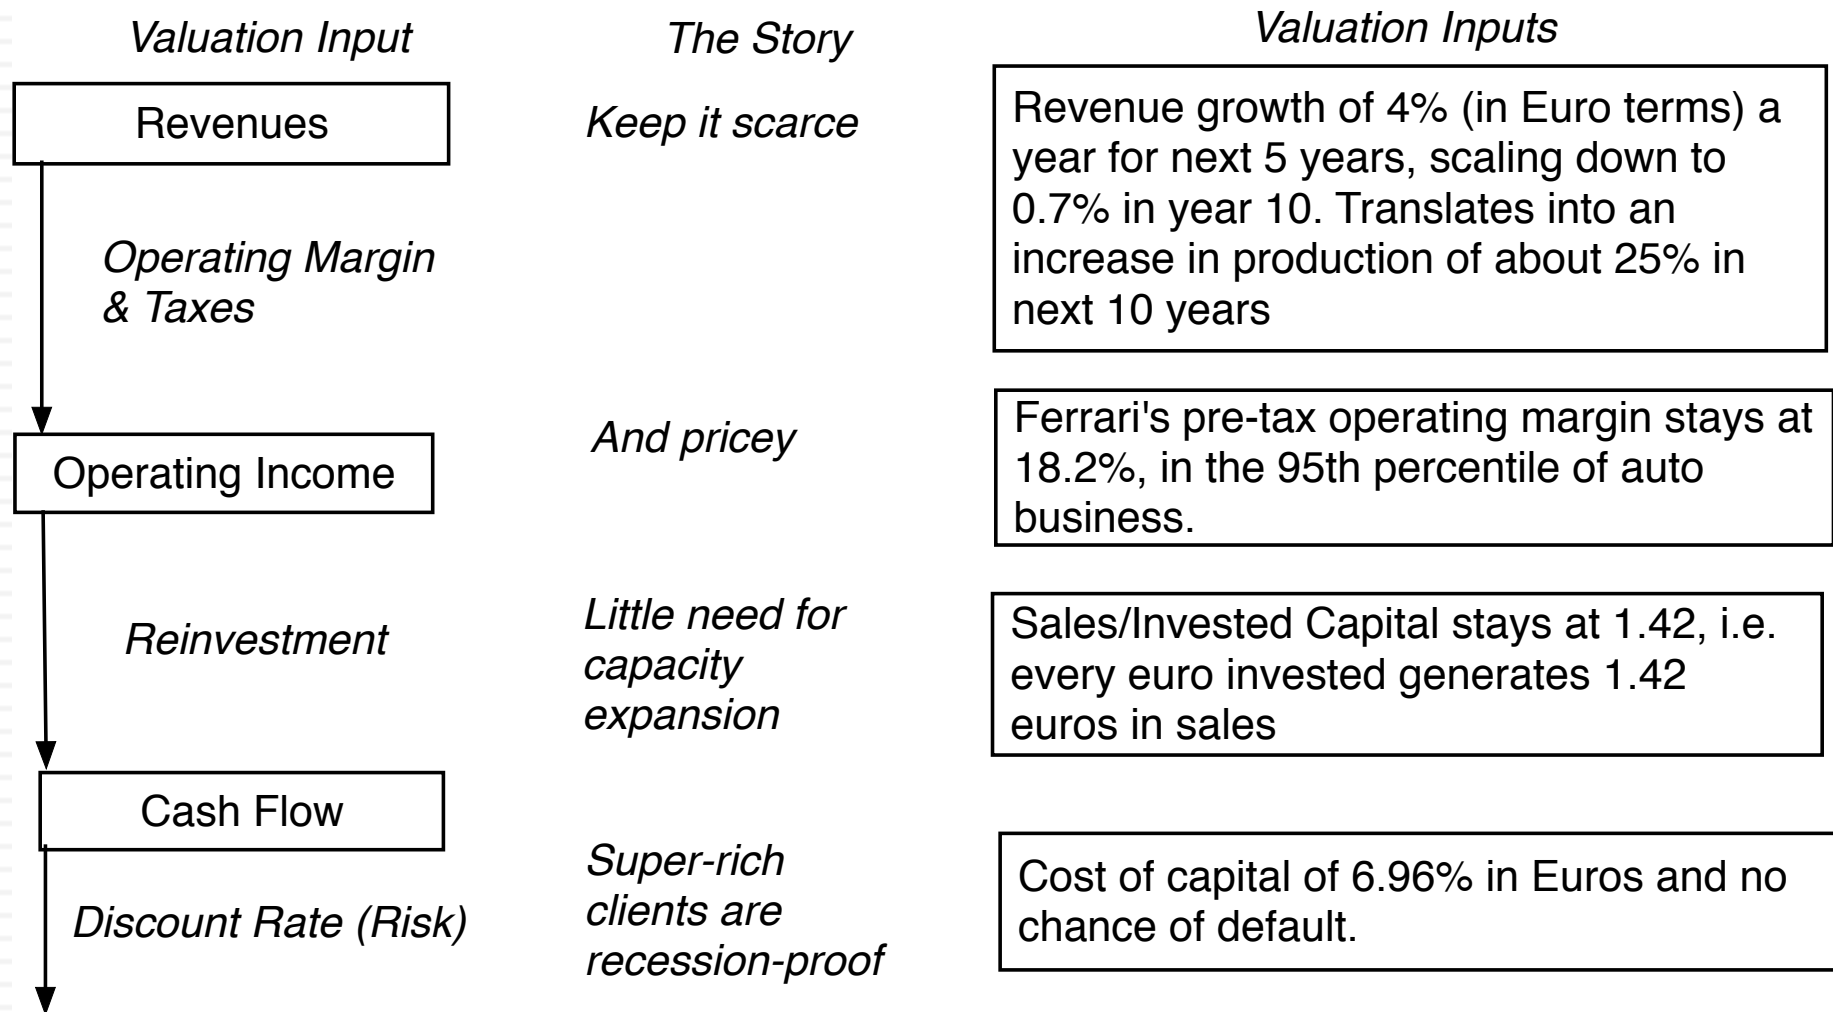 Valuation Input
The Story
Valuation Inputs
Revenues
Keep it scarce
Revenue growth of 4% (in Euro terms) a
year for next 5 years, scaling down to
0.7% in year 10. Translates into an
increase in production of about 25% in
next 10 years
Operating Margin
& Taxes
Operating Income
And pricey
Ferrari's pre-tax operating margin stays at
18.2%, in the 95th percentile of auto
business.
Reinvestment
Little need for
capacity
expansion
Sales/Invested Capital stays at 1.42, i.e.
every euro invested generates 1.42
euros in sales
Cash Flow
Discount Rate (Risk)
Super-rich
clients are
recession-proof
Cost of capital of 6.96% in Euros and no
chance of default.